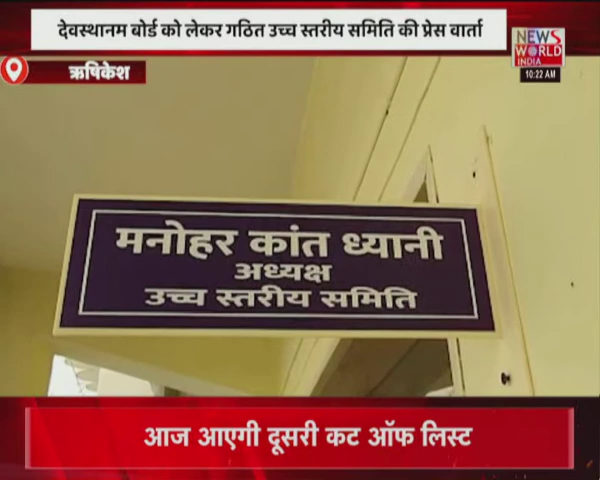 देवस्थानम बोर्ड को लेकर गठित उच्च स्तरीय समिति की प्रेस वार्ता
NEWS
WORLD
INDIA
10:22 AM
ऋषिकेश
मनोहर कांत ध्यानी
अध्यक्ष
उच्च स्तरीय समिति
आज आएगी दूसरी कट ऑफ लिस्ट